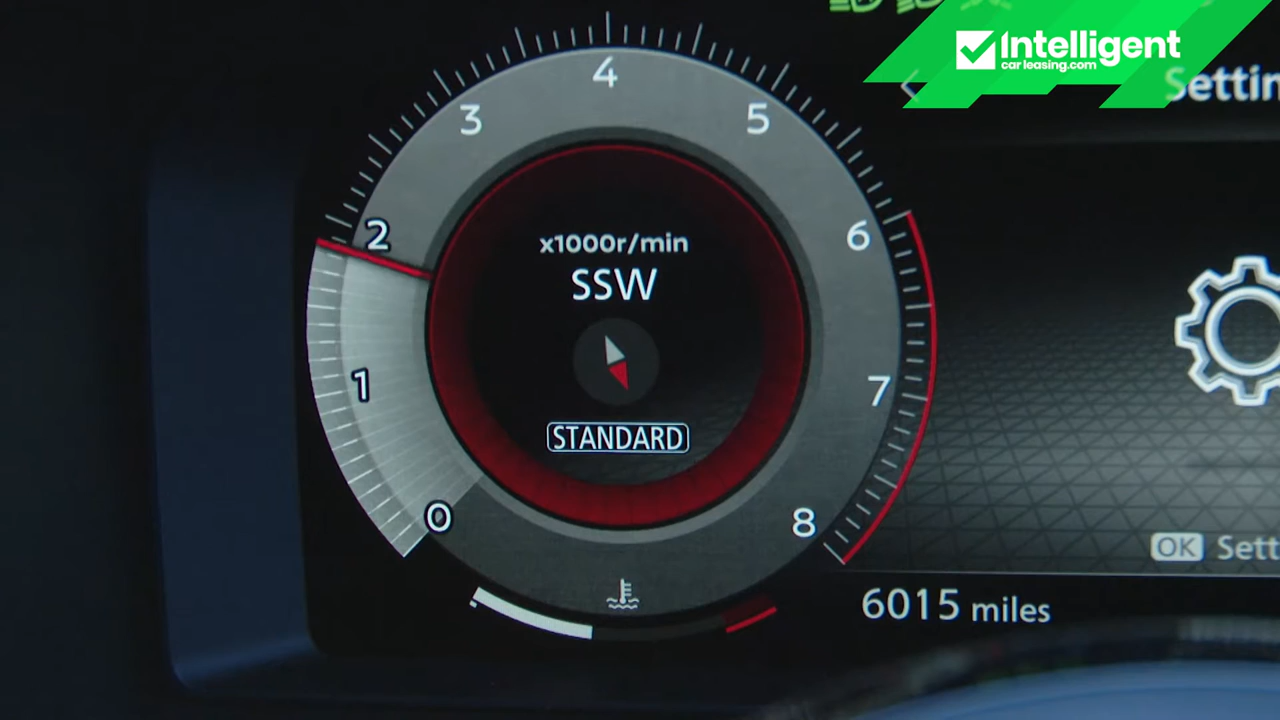 Intelligent
carleasing.com
Settin
4
3
5
2
6
x1000r/min
SSW
1
7
STANDARD
0
8
OK Sett
6015 miles